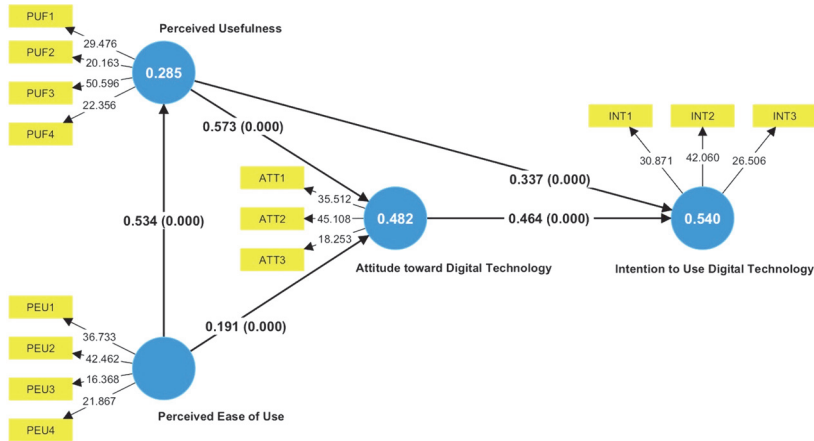 PUF1
Perceived Usefulness
29.476
PUF2
20.163
0.285
50.596
PUF3
22.356
PUF4
INT1
INT2
INT3
0.573 (0.000)
30.871
42.060
26.506
ATT1
35.512
0.337 (0.000)
ATT2
45.108
0.482
0.464 (0.000)
0.540
0.534 (0.000)
18.253
ATT3
Attitude toward Digital Technology
Intention to Use Digital Technology
PEU1
0.191 (0.000)
36.733
PEU2
42.462
PEU3
16.368
21.867
PEU4
Perceived Ease of Use